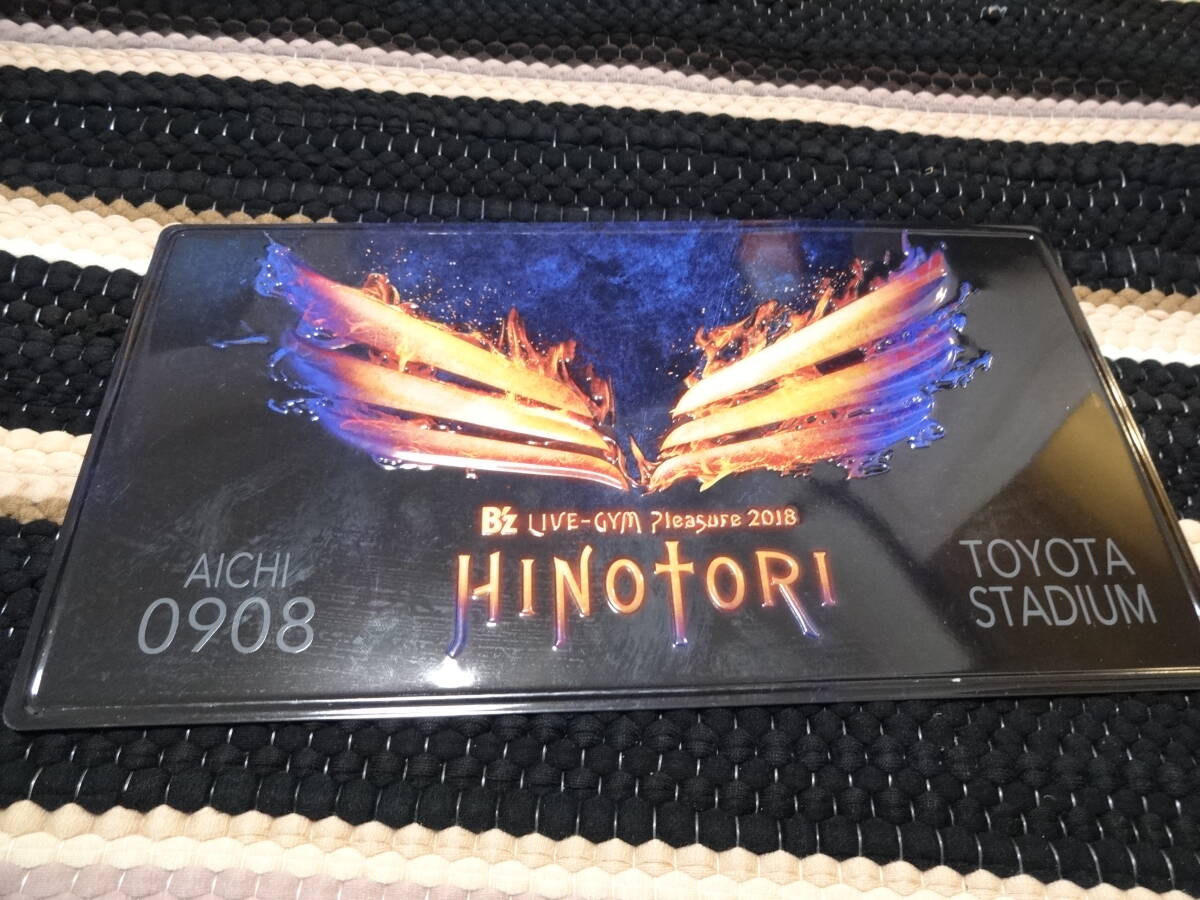 B'z LIVE-GYM Pleasure 2018
HINOTORI
AICHI
0908
TOYOTA
STADIUM